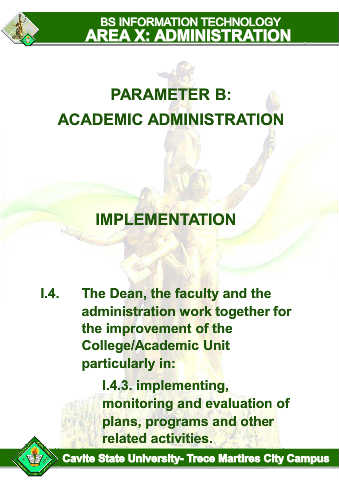 BS INFORMATION TECHNOLOGY
AREA X: ADMINISTRATION
PARAMETER B:
ACADEMIC ADMINISTRATION
IMPLEMENTATION
I.4. The Dean, the faculty and the
administration work together for
the improvement of the
College/Academic Unit
particularly in:
I.4.3. implementing,
monitoring and evaluation of
plans, programs and other
related activities.
Cavite State University- Trece Martires City Campus